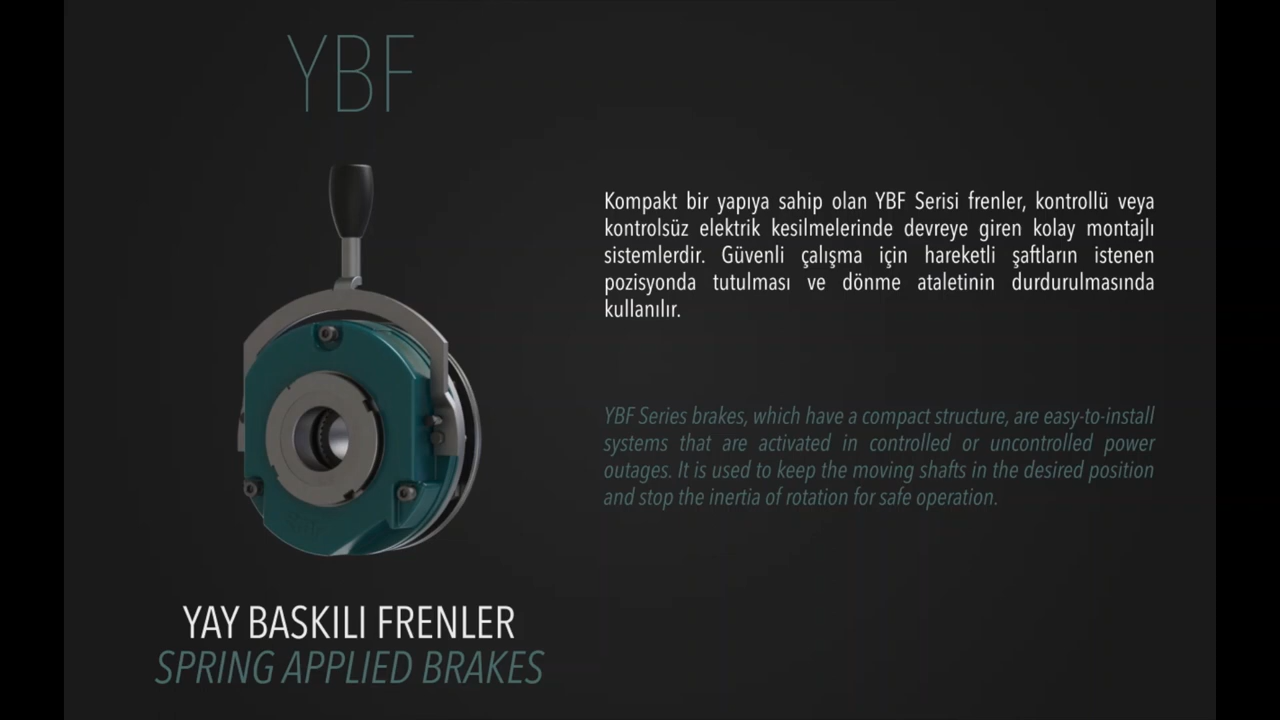 YBF
Kompakt bir yapıya sahip olan YBF Serisi frenler, kontrollü veya
kontrolsüz elektrik kesilmelerinde devreye giren kolay montajlı
sistemlerdir. Güvenli çalışma için hareketli şaftların istenen
pozisyonda tutulması ve dönme ataletinin durdurulmasında
kullanılır.
YBF Series brakes, which have a compact structure, are easy-to-install
systems that are activated in controlled or uncontrolled power
outages. It is used to keep the moving shafts in the desired position
and stop the inertia of rotation for safe operation.
YAY BASKILI FRENLER
SPRING APPLIED BRAKES